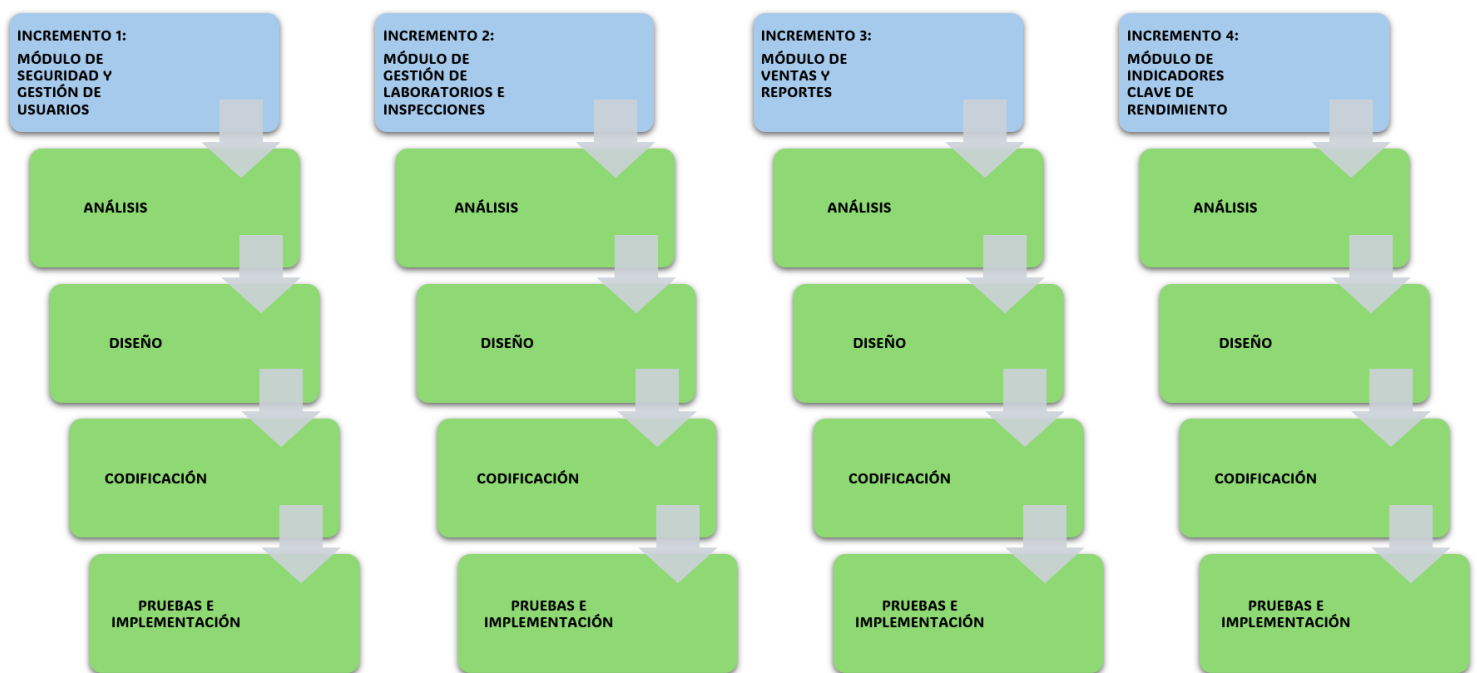 INCREMENTO 1:
MÓDULO DE
SEGURIDAD Y
GESTIÓN DE
USUARIOS
ANÁLISIS
DISEÑO
CODIFICACIÓN
PRUEBAS E
IMPLEMENTACIÓN
INCREMENTO 2:
MÓDULO DE
GESTIÓN DE
LABORATORIOS E
INSPECCIONES
ANÁLISIS
DISEÑO
CODIFICACIÓN
PRUEBAS E
IMPLEMENTACIÓN
INCREMENTO 3:
MÓDULO DE
VENTAS Y
REPORTES
ANÁLISIS
DISEÑO
CODIFICACIÓN
PRUEBAS E
IMPLEMENTACIÓN
INCREMENTO 4:
MÓDULO DE
INDICADORES
CLAVE DE
RENDIMIENTO
ANÁLISIS
DISEÑO
CODIFICACIÓN
PRUEBAS E
IMPLEMENTACIÓN